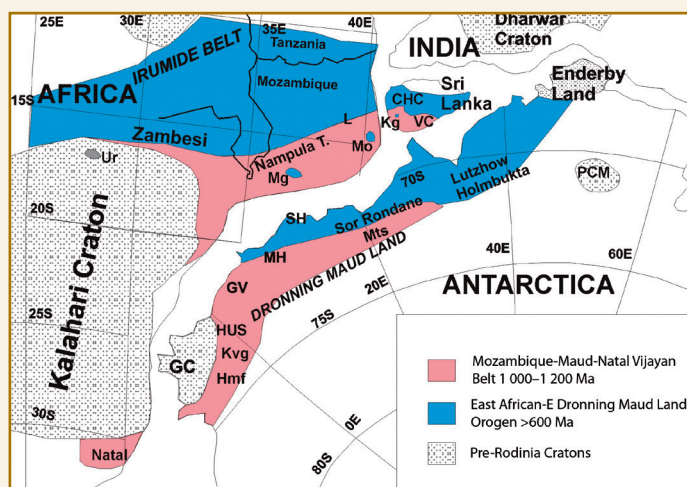 25E
30E
35E
40E
Tanzania
IRUMIDE BELT
Mozambique
INDIA
Dharwar
Craton
Enderby
Land
Sri
Lanka
CHC
Kg
VC
15S
AFRICA
Zambesi
L
Nampula T.
Mo
Mg
Ur
20S
Kalahari Craton
25S
30S
Natal
70S
Lutzhow
Holmbukta
PCM
SH
Sor Rondane
Mts
MH
GV
DRONNING MAUD LAND
40E
60E
ANTARCTICA
20E
75S
HUS
Kvg
GC
Hmf
0E
80S
Mozambique-Maud-Natal Vijayan
Belt 1 000–1 200 Ma
East African-E Dronning Maud Land
Orogen >600 Ma
Pre-Rodinia Cratons